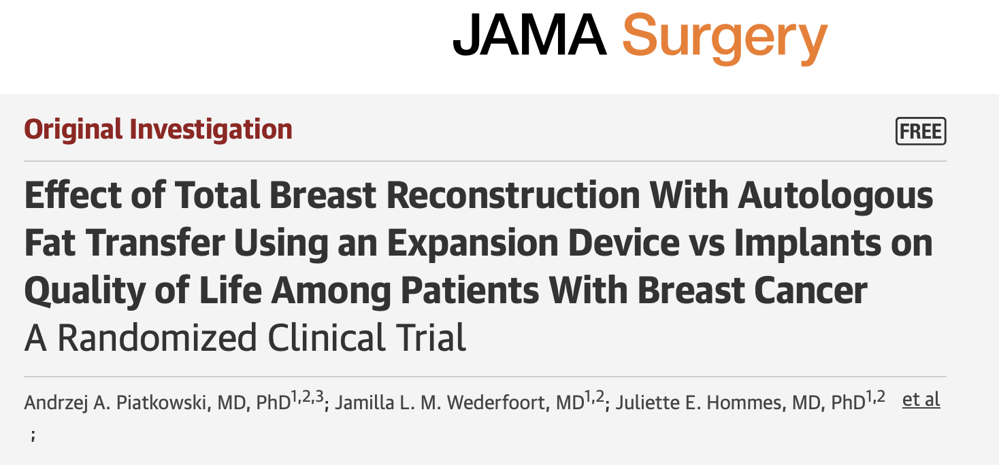 JAMA Surgery
Original Investigation
FREE
Effect of Total Breast Reconstruction With Autologous
Fat Transfer Using an Expansion Device vs Implants on
Quality of Life Among Patients With Breast Cancer
A Randomized Clinical Trial
Andrzej A. Piatkowski, MD, PhD1,2,3; Jamilla L. M. Wederfoort, MD1,2; Juliette E. Hommes, MD, PhD1,2 et al
;